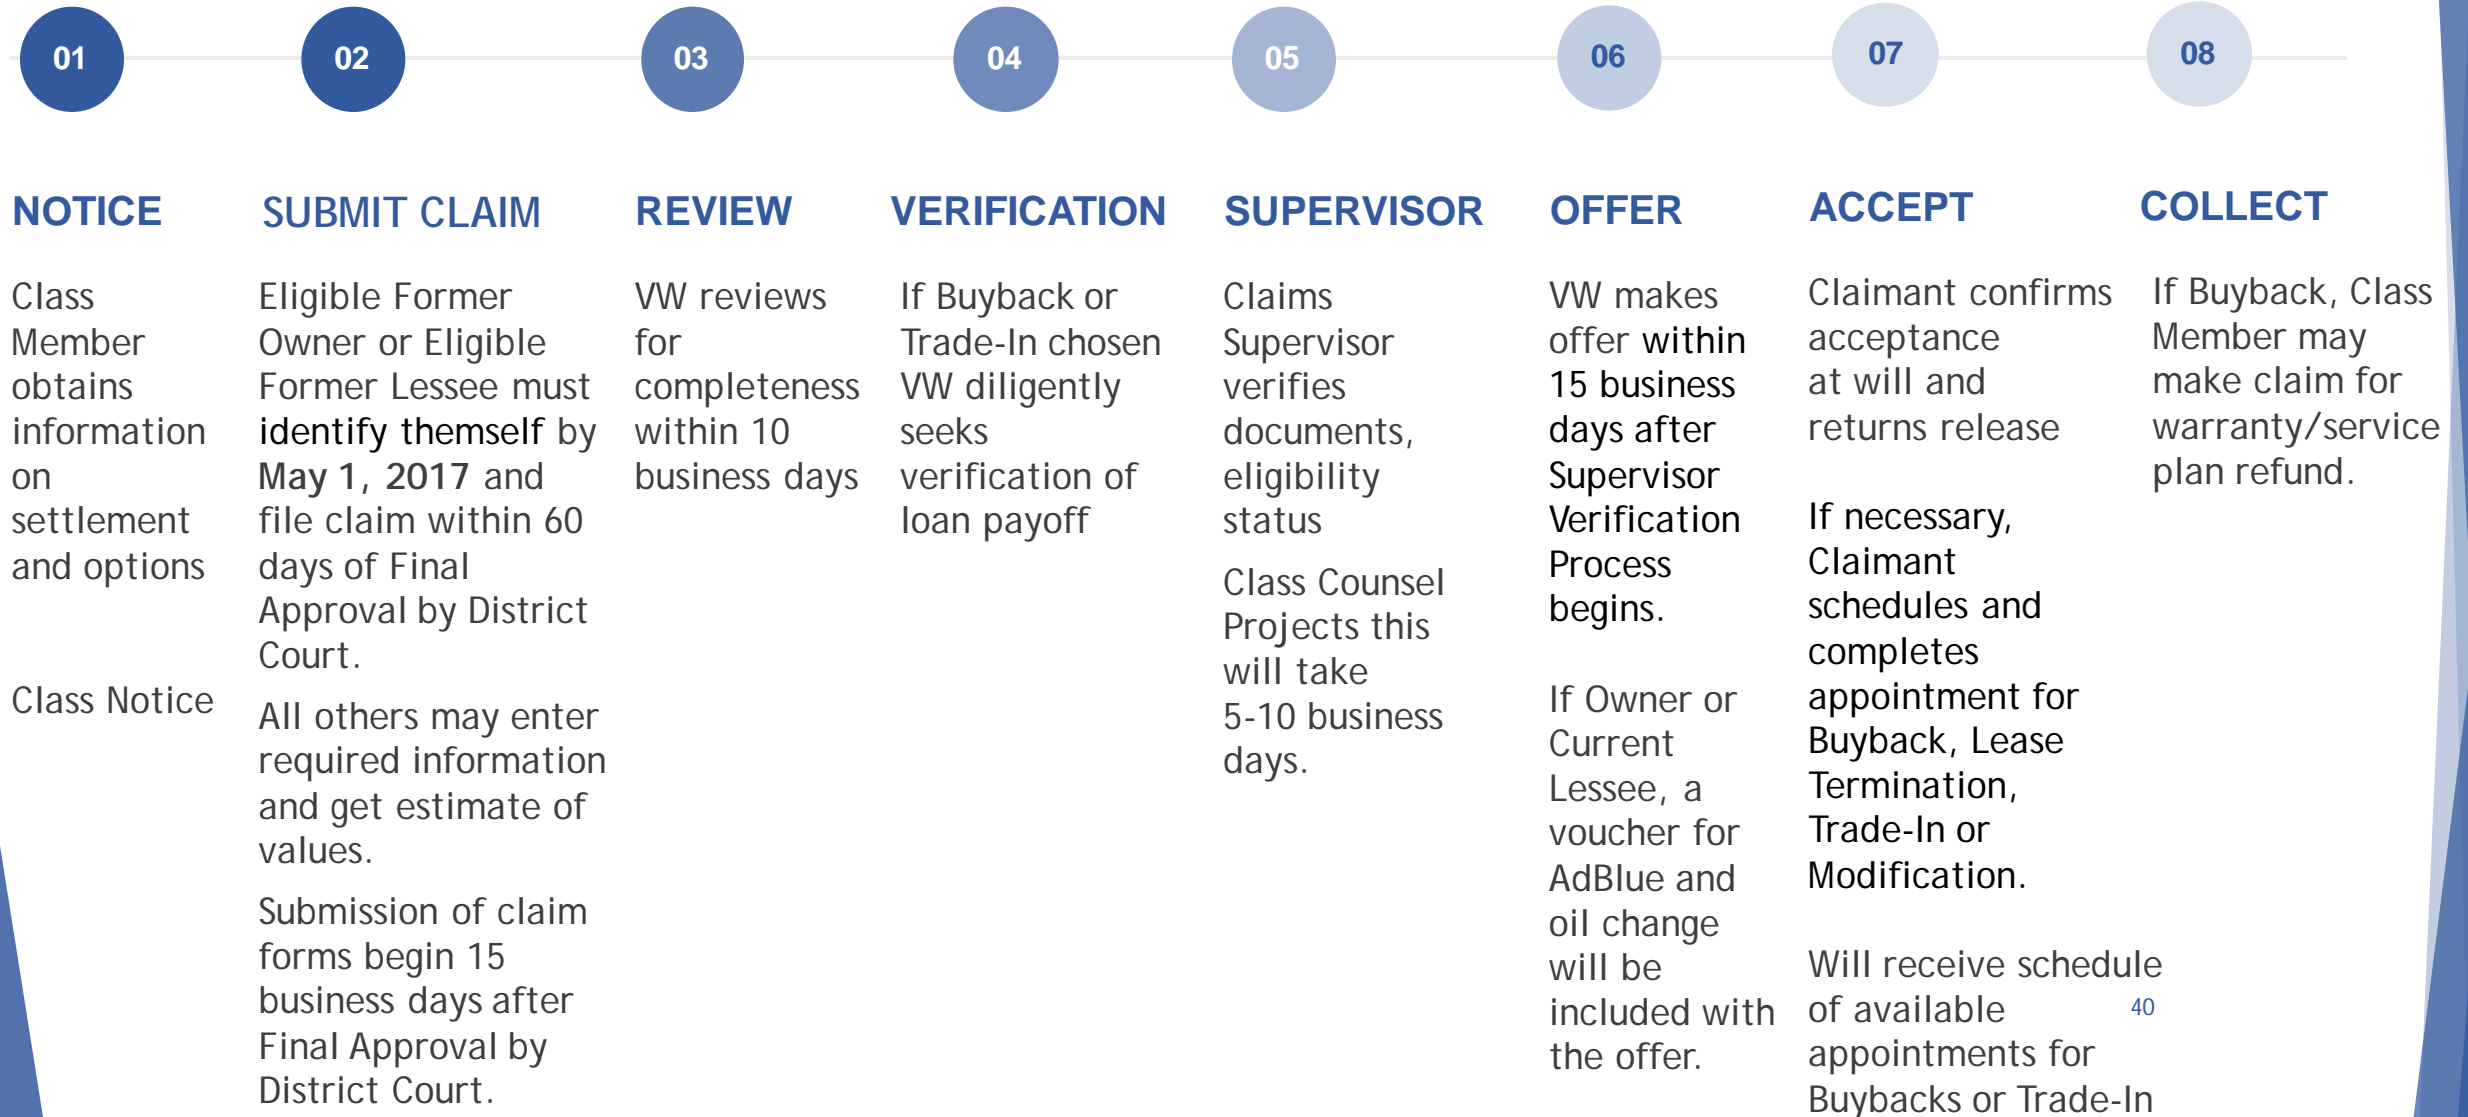 01
02
03
04
05
06
07
08
NOTICE
Class
Member
obtains
information
on
settlement
and options
Class Notice
SUBMIT CLAIM
Eligible Former
Owner or Eligible
Former Lessee must
identify themself by
May 1, 2017 and
file claim within 60
days of Final
Approval by District
Court.
All others may enter
required information
and get estimate of
values.
Submission of claim
forms begin 15
business days after
Final Approval by
District Court.
REVIEW
VW reviews
for
completeness
within 10
business days
VERIFICATION
If Buyback or
Trade-In chosen
VW diligently
seeks
verification of
loan payoff
SUPERVISOR
Claims
Supervisor
verifies
documents,
eligibility
status
Class Counsel
Projects this
will take
5-10 business
days.
OFFER
VW makes
offer within
15 business
days after
Supervisor
Verification
Process
begins.
If Owner or
Current
Lessee, a
voucher for
AdBlue and
oil change
will be
included with
the offer.
ACCEPT
Claimant confirms
acceptance
at will and
returns release
If necessary,
Claimant
schedules and
completes
appointment for
Buyback, Lease
Termination,
Trade-In or
Modification.
Will receive schedule
of available
appointments for
Buybacks or Trade-In
COLLECT
If Buyback, Class
Member may
make claim for
warranty/service
plan refund.
40